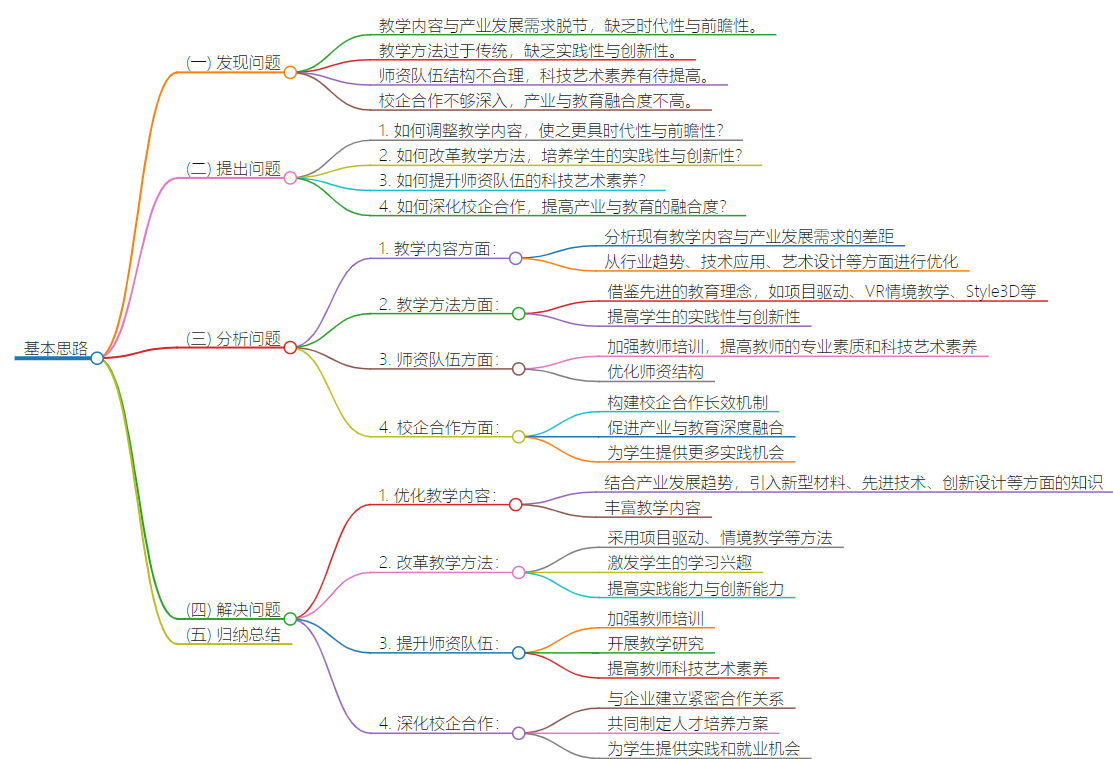 基本思路
(一) 发现问题
教学内容与产业发展需求脱节，缺乏时代性与前瞻性。
教学方法过于传统，缺乏实践性与创新性。
师资队伍结构不合理，科技艺术素养有待提高。
校企合作不够深入，产业与教育融合度不高。
(二) 提出问题
1. 如何调整教学内容，使之更具时代性与前瞻性？
2. 如何改革教学方法，培养学生的实践性与创新性？
3. 如何提升师资队伍的科技艺术素养？
4. 如何深化校企合作，提高产业与教育的融合度？
(三) 分析问题
1. 教学内容方面：
分析现有教学内容与产业发展需求的差距
从行业趋势、技术应用、艺术设计等方面进行优化
2. 教学方法方面：
借鉴先进的教育理念，如项目驱动、VR情境教学、Style3D等
提高学生的实践性与创新性
3. 师资队伍方面：
加强教师培训，提高教师的专业素质和科技艺术素养
优化师资结构
4. 校企合作方面：
构建校企合作长效机制
促进产业与教育深度融合
为学生提供更多实践机会
(四) 解决问题
1. 优化教学内容：
结合产业发展趋势，引入新型材料、先进技术、创新设计等方面的知识
丰富教学内容
2. 改革教学方法：
采用项目驱动、情境教学等方法
激发学生的学习兴趣
提高实践能力与创新能力
3. 提升师资队伍：
加强教师培训
开展教学研究
提高教师科技艺术素养
4. 深化校企合作：
与企业建立紧密合作关系
共同制定人才培养方案
为学生提供实践和就业机会
(五) 归纳总结